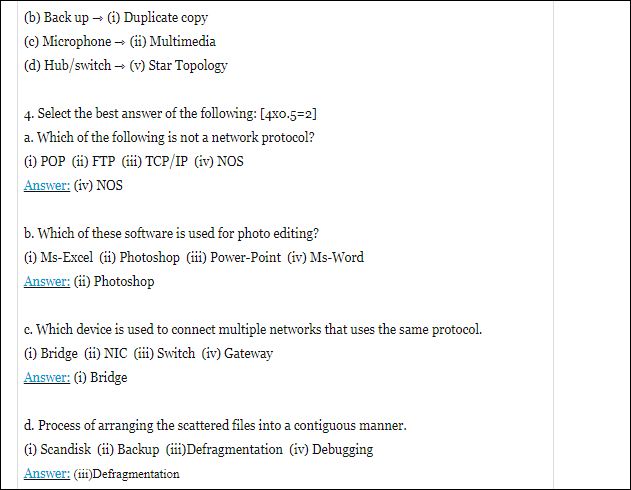 (b) Back up → (i) Duplicate copy
(c) Microphone → (ii) Multimedia
(d) Hub/switch → (v) Star Topology
4. Select the best answer of the following: [4x0.5=2]
a. Which of the following is not a network protocol?
(i) POP (ii) FTP (iii) TCP/IP (iv) NOS
Answer: (iv) NOS
b. Which of these software is used for photo editing?
(i) Ms-Excel (ii) Photoshop (iii) Power-Point (iv) Ms-Word
Answer: (ii) Photoshop
c. Which device is used to connect multiple networks that uses the same protocol.
(i) Bridge (ii) NIC (iii) Switch (iv) Gateway
Answer: (i) Bridge
d. Process of arranging the scattered files into a contiguous manner.
(i) Scandisk (ii) Backup (iii)Defragmentation (iv) Debugging
Answer: (iii)Defragmentation